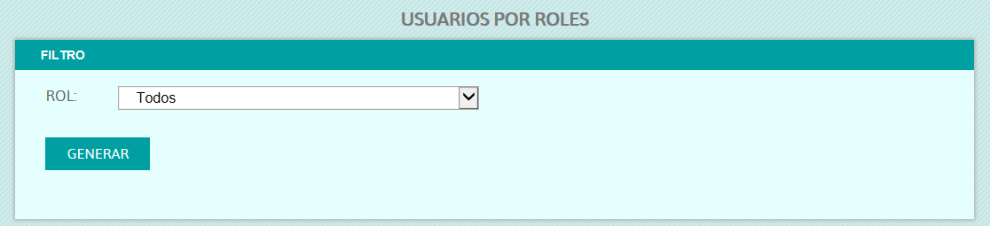 USUARIOS POR ROLES
FILTRO
ROL: Todos
GENERAR